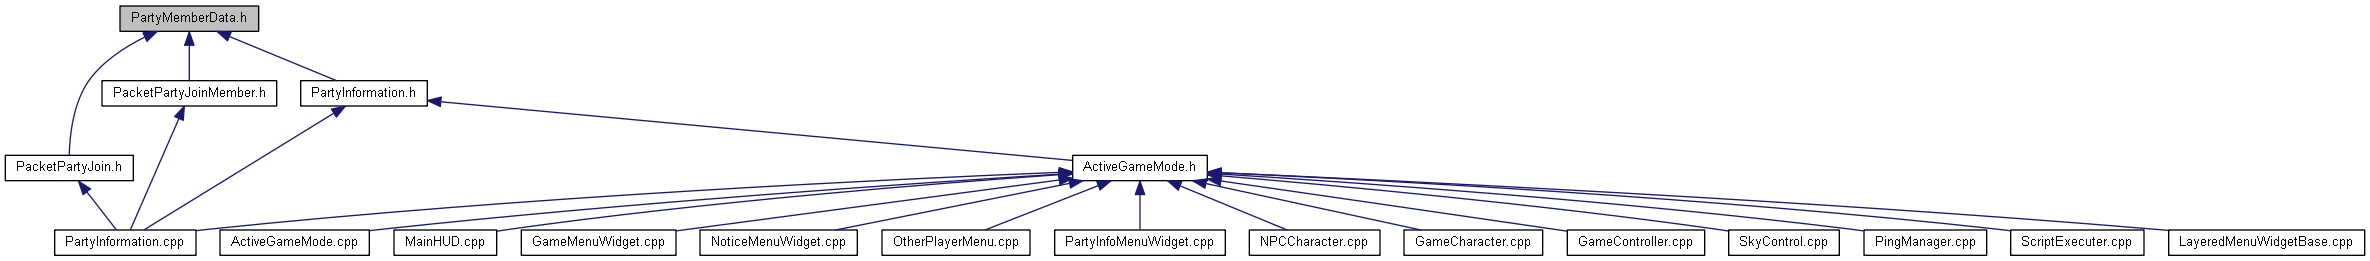 PartyMemberData.h
PacketPartyJoinMember.h
PartyInformation.h
PacketPartyJoin.h
ActiveGameMode.h
PartyInformation.cpp
ActiveGameMode.cpp
MainHUD.cpp
GameMenuWidget.cpp
NoticeMenuWidget.cpp
OtherPlayerMenu.cpp
PartyInfoMenuWidget.cpp
NPCCharacter.cpp
GameCharacter.cpp
GameController.cpp
SkyControl.cpp
PingManager.cpp
ScriptExecuter.cpp
LayeredMenuWidgetBase.cpp